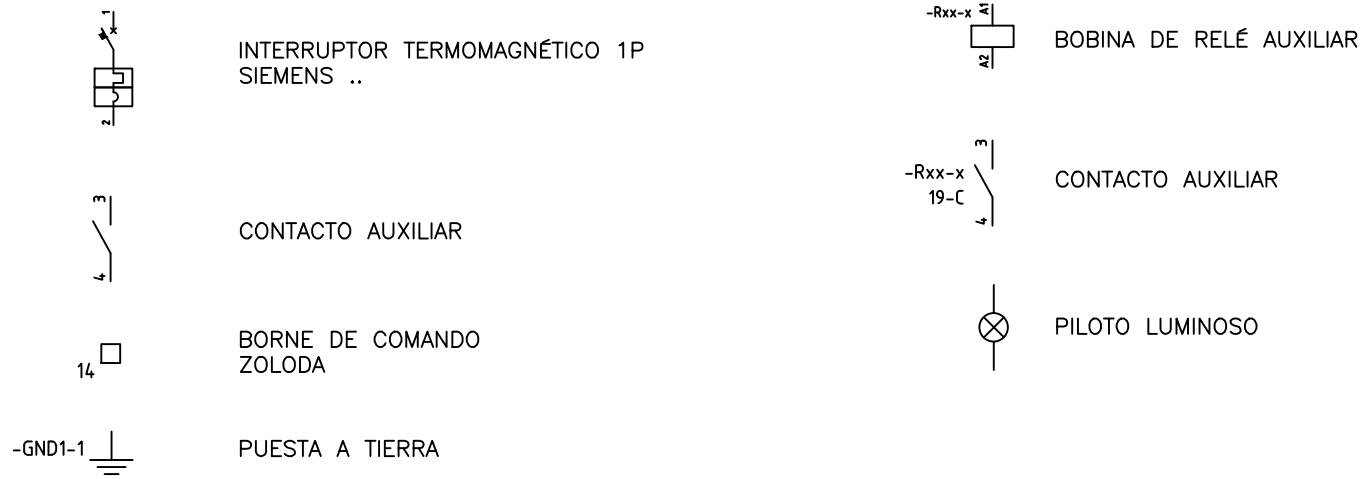 1
INTERRUPTOR TERMOMAGNÉTICO 1P
SIEMENS ..
2
3
CONTACTO AUXILIAR
4
BORNE DE COMANDO
14
ZOLODA
-GND1-1
PUESTA A TIERRA
-Rxx-x
A1
BOBINA DE RELÉ AUXILIAR
A2
3
-Rxx-x
CONTACTO AUXILIAR
19-C
4
PILOTO LUMINOSO